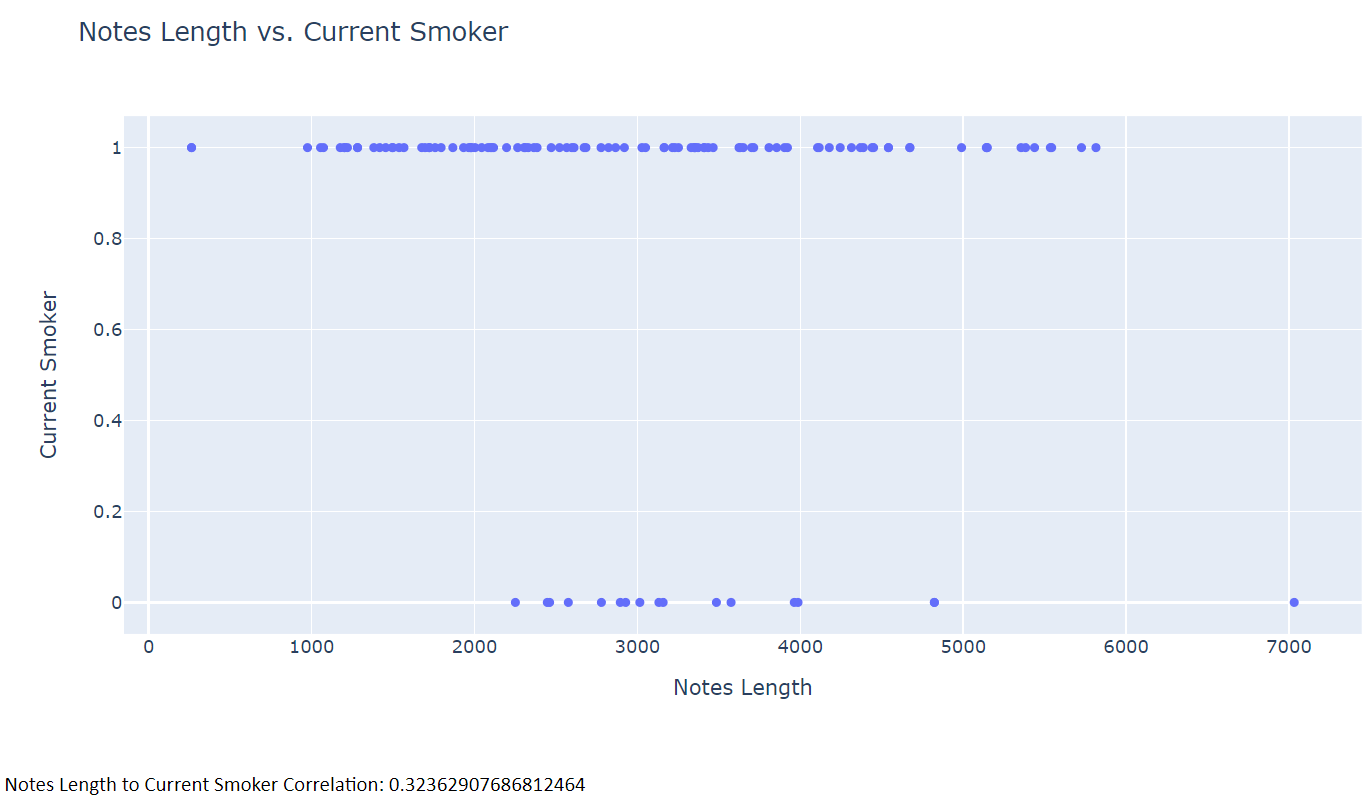 Notes Length vs. Current Smoker
Current Smoker
1
0.8
0.6
0.4
0.2
0
0 1000 2000 3000 4000 5000 6000 7000
Notes Length
Notes Length to Current Smoker Correlation: 0.32362907686812464